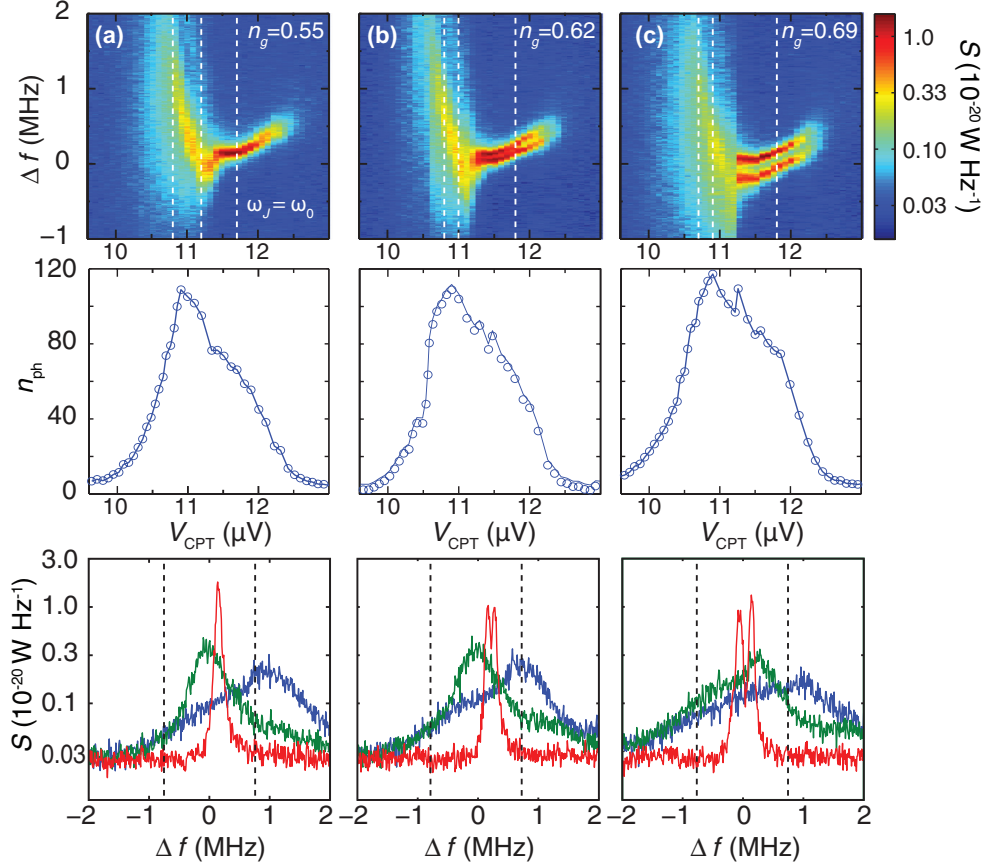 (a) n_g=0.55
(b) n_g=0.62
(c) n_g=0.69
2
1
0
−1
Δ f (MHz)
ω_J = ω_0
10 11 12
10 11 12
10 11 12
1.0
0.33
0.10
0.03
S (10⁻²⁰ W Hz⁻¹)
120
80
40
0
n_ph
10 11 12
10 11 12
10 11 12
V_CPT (μV)
V_CPT (μV)
V_CPT (μV)
3.0
1.0
0.3
0.1
0.03
S (10⁻²⁰ W Hz⁻¹)
−2 −1 0 1 2
−2 −1 0 1 2
−2 −1 0 1 2
Δ f (MHz)
Δ f (MHz)
Δ f (MHz)